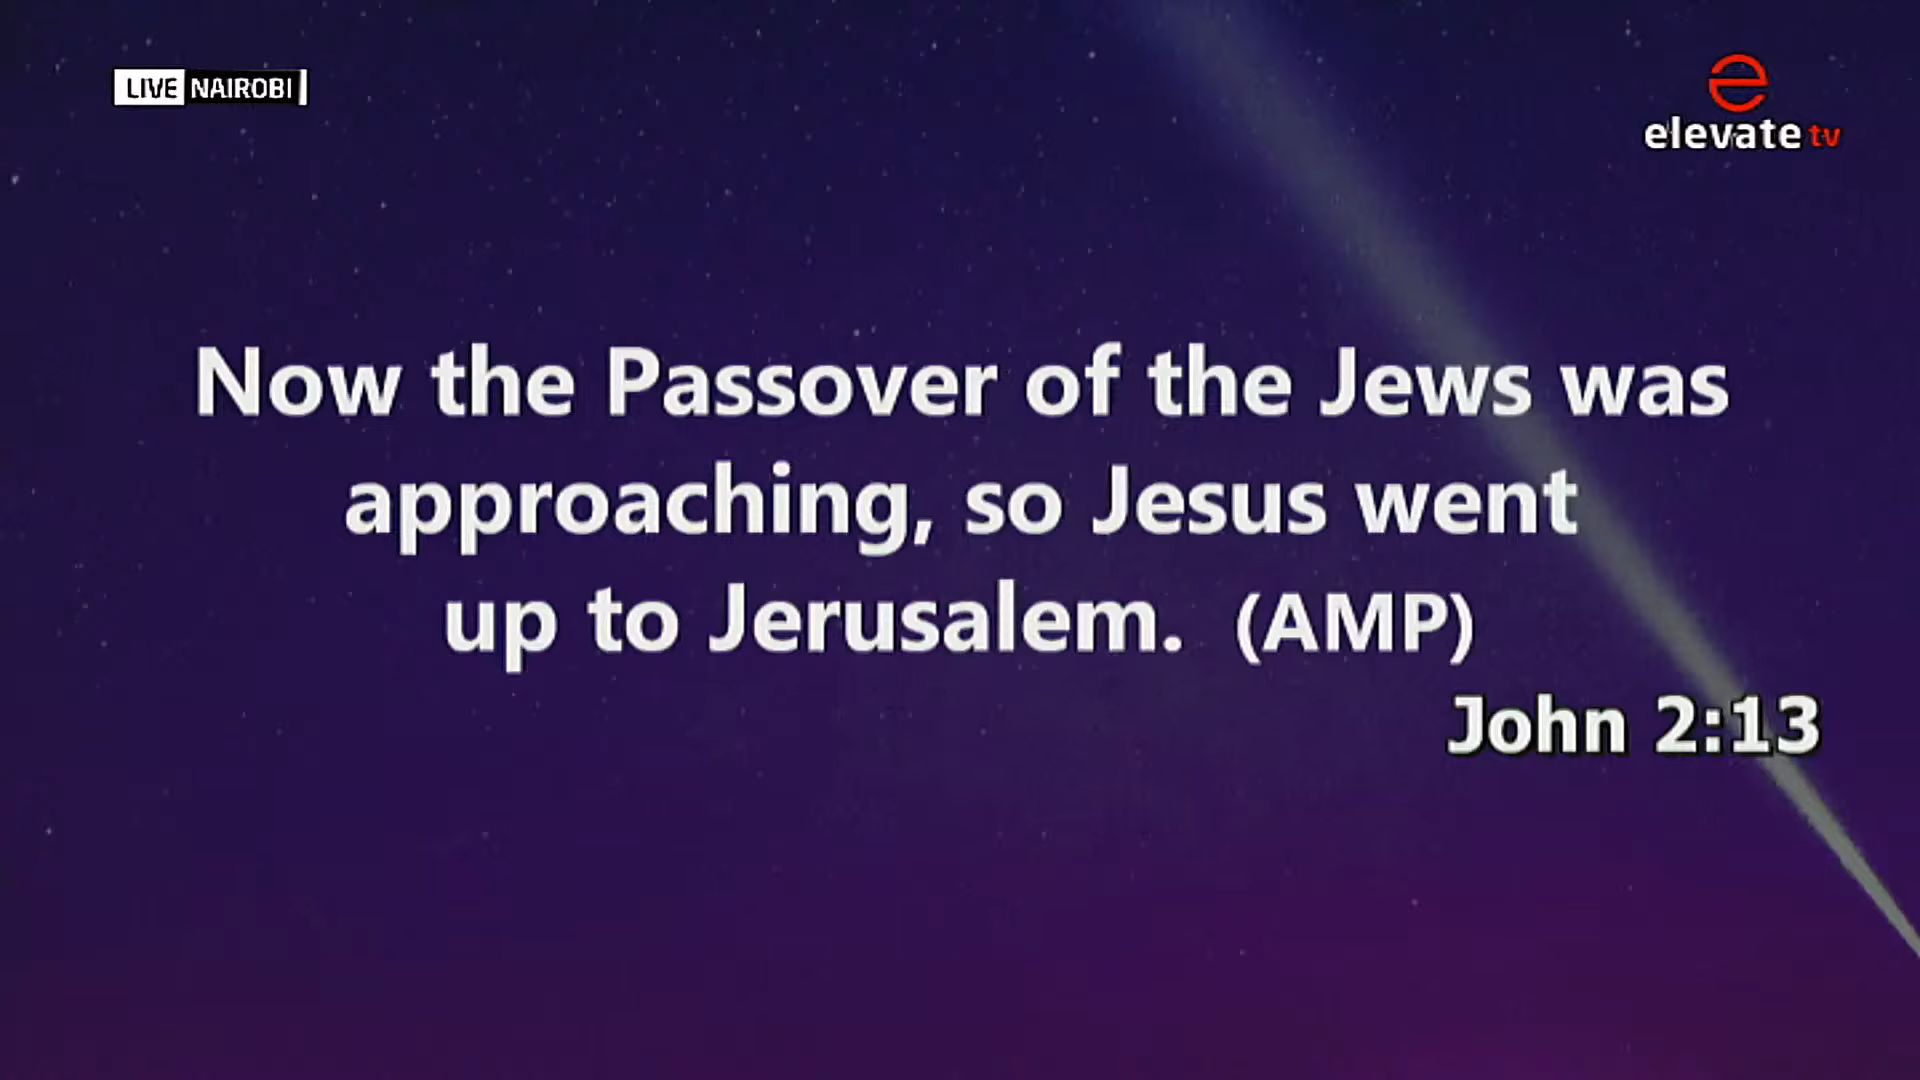 LIVE NAIROBI
e
elevate tv
Now the Passover of the Jews was
approaching, so Jesus went
up to Jerusalem. (AMP)
John 2:13